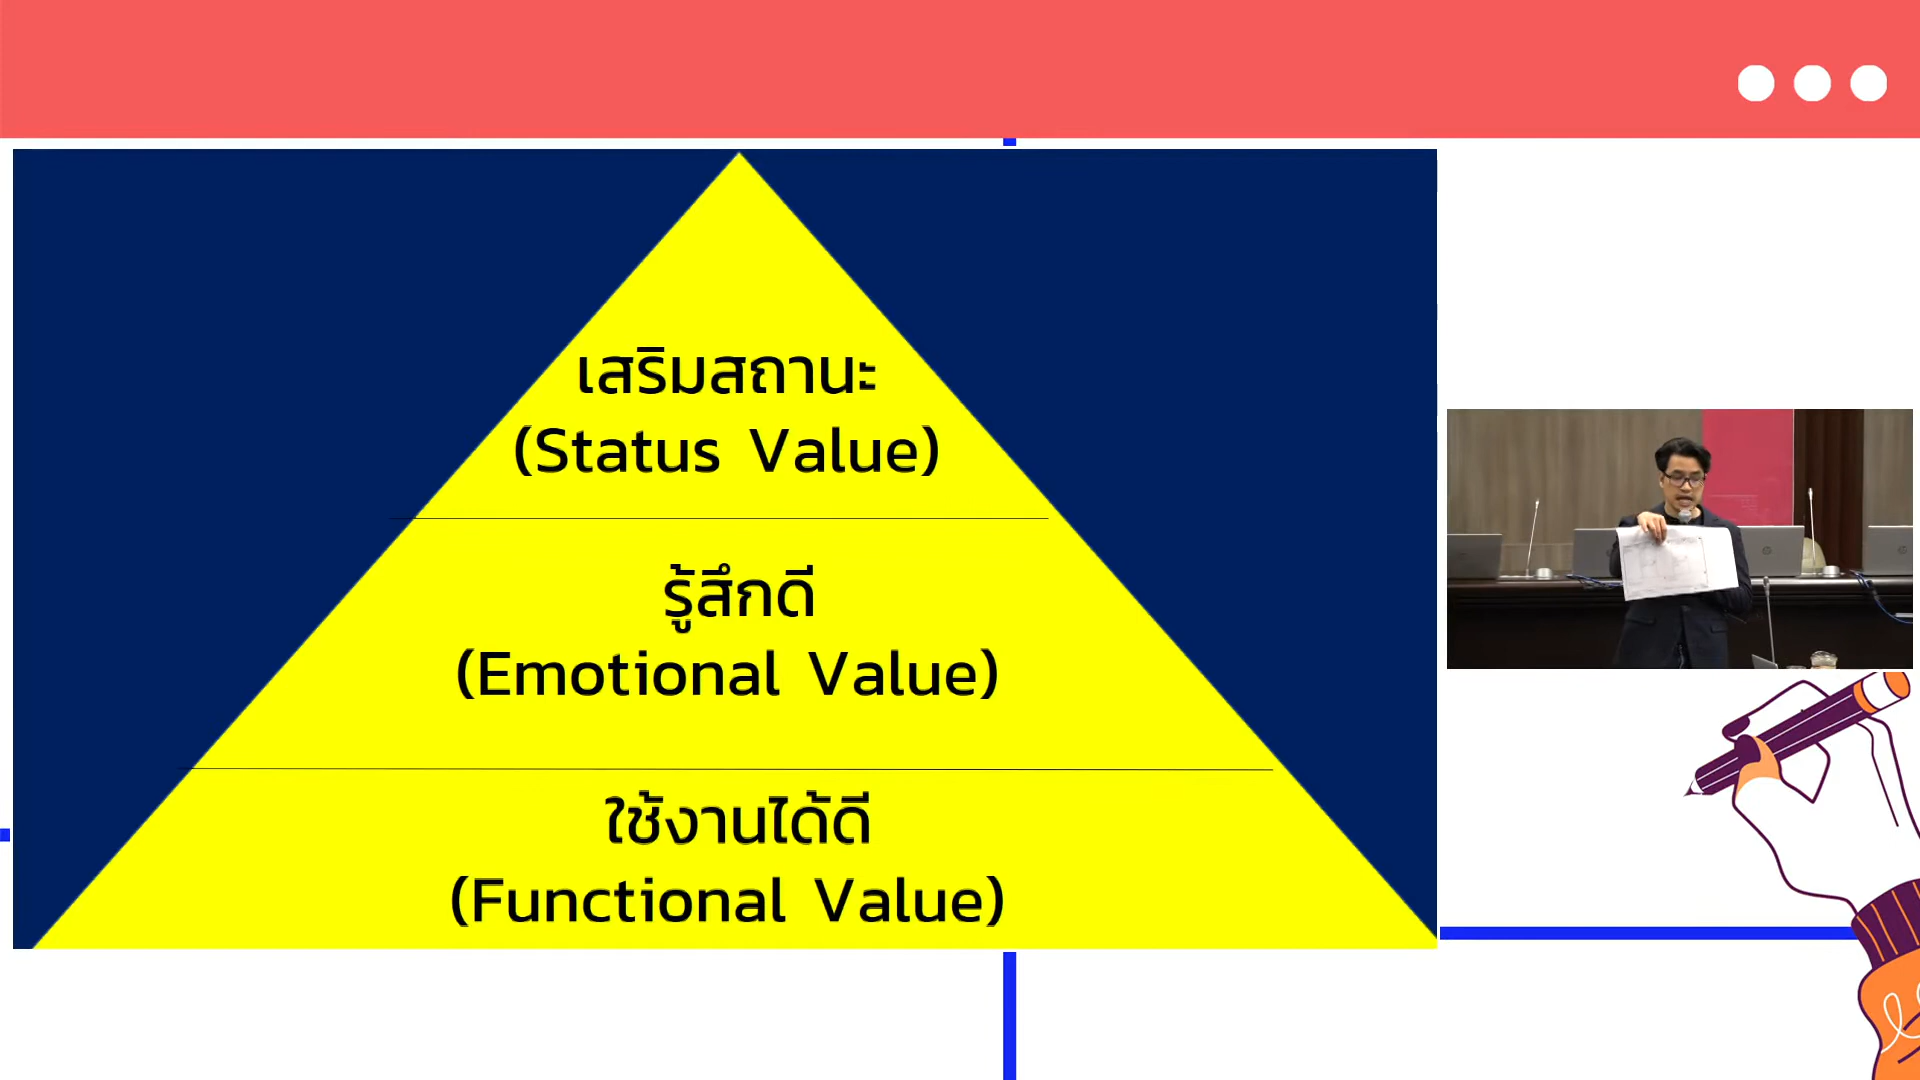 เสริมสถานะ
(Status Value)
รู้สึกดี
(Emotional Value)
ใช้งานได้ดี
(Functional Value)